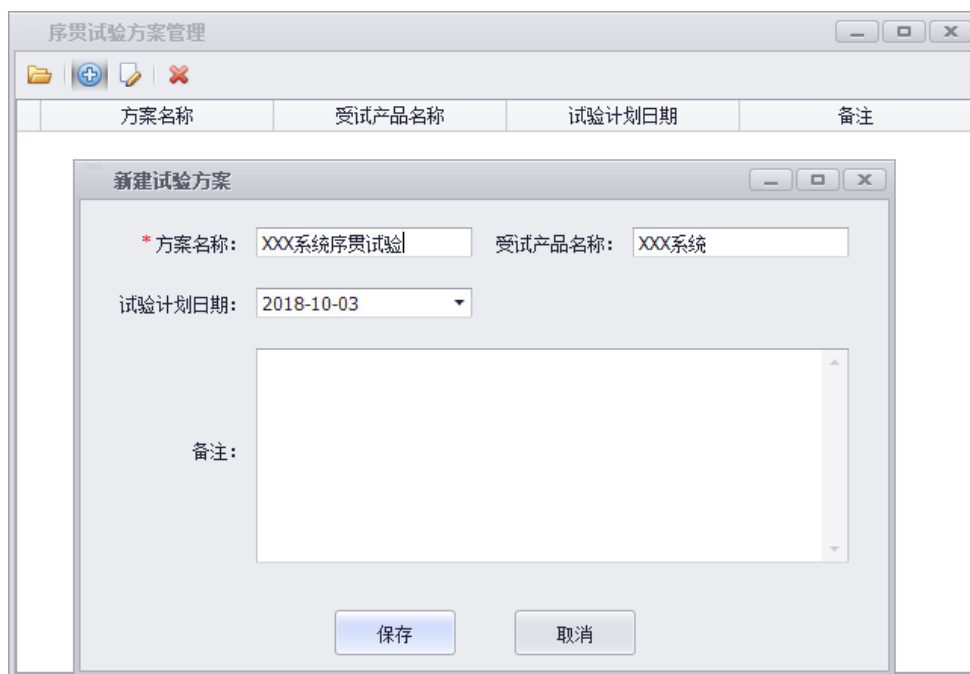 序贯试验方案管理
方案名称 受试产品名称 试验计划日期 备注
新建试验方案
*方案名称: XXX系统序贯试验 受试产品名称: XXX系统
试验计划日期: 2018-10-03
备注:
保存 取消